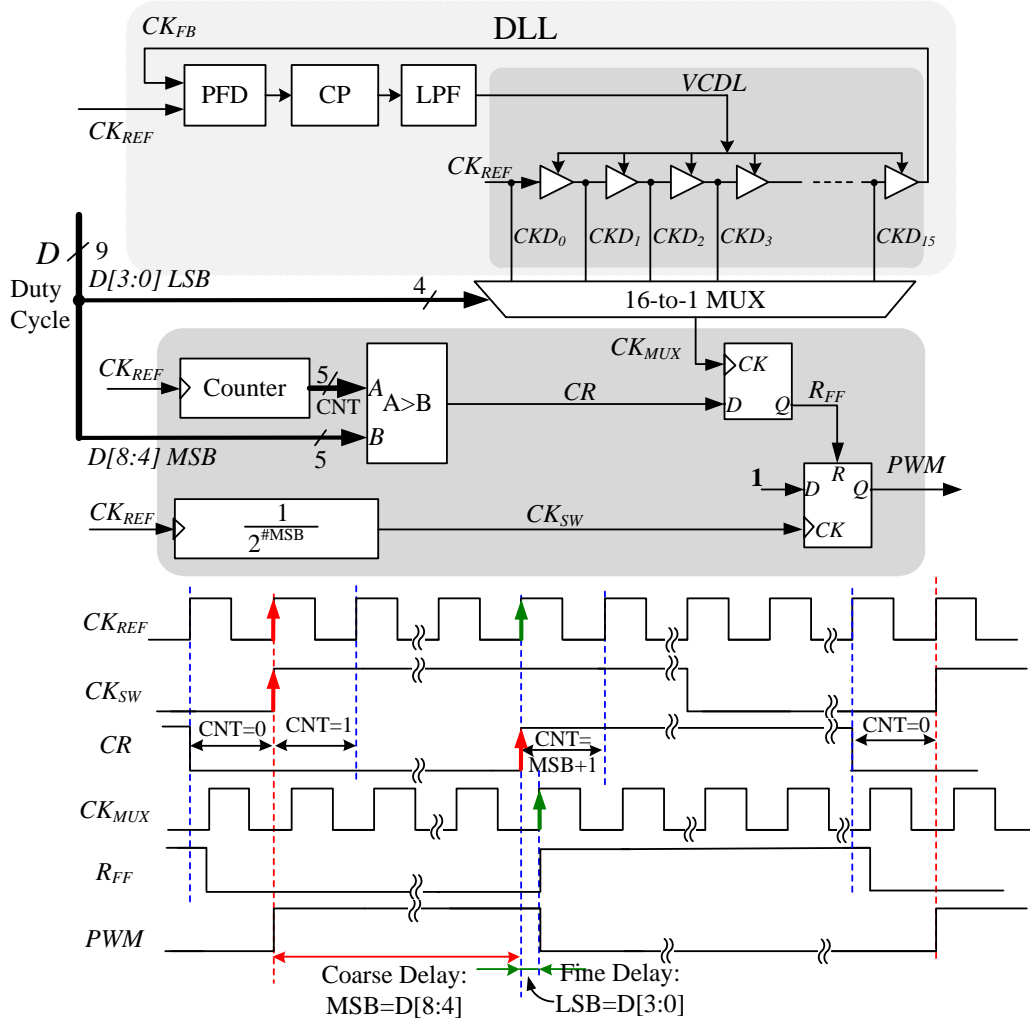 CK_FB
DLL
PFD
CP
LPF
VCDL
CK_REF
CK_REF
CKD_0
CKD_1
CKD_2
CKD_3
CKD_15
D
9
Duty
Cycle
D[3:0] LSB
4
16-to-1 MUX
CK_REF
Counter
5
CNT
A
A>B
B
D[8:4] MSB
5
CR
CK_MUX
CK
D
Q
R_FF
1
D
R
Q
CK
PWM
CK_REF
1
2^#MSB
CK_SW
CK_REF
CK_SW
CR
CNT=0
CNT=1
CNT=
MSB+1
CNT=0
CK_MUX
R_FF
PWM
Coarse Delay:
MSB=D[8:4]
Fine Delay:
LSB=D[3:0]